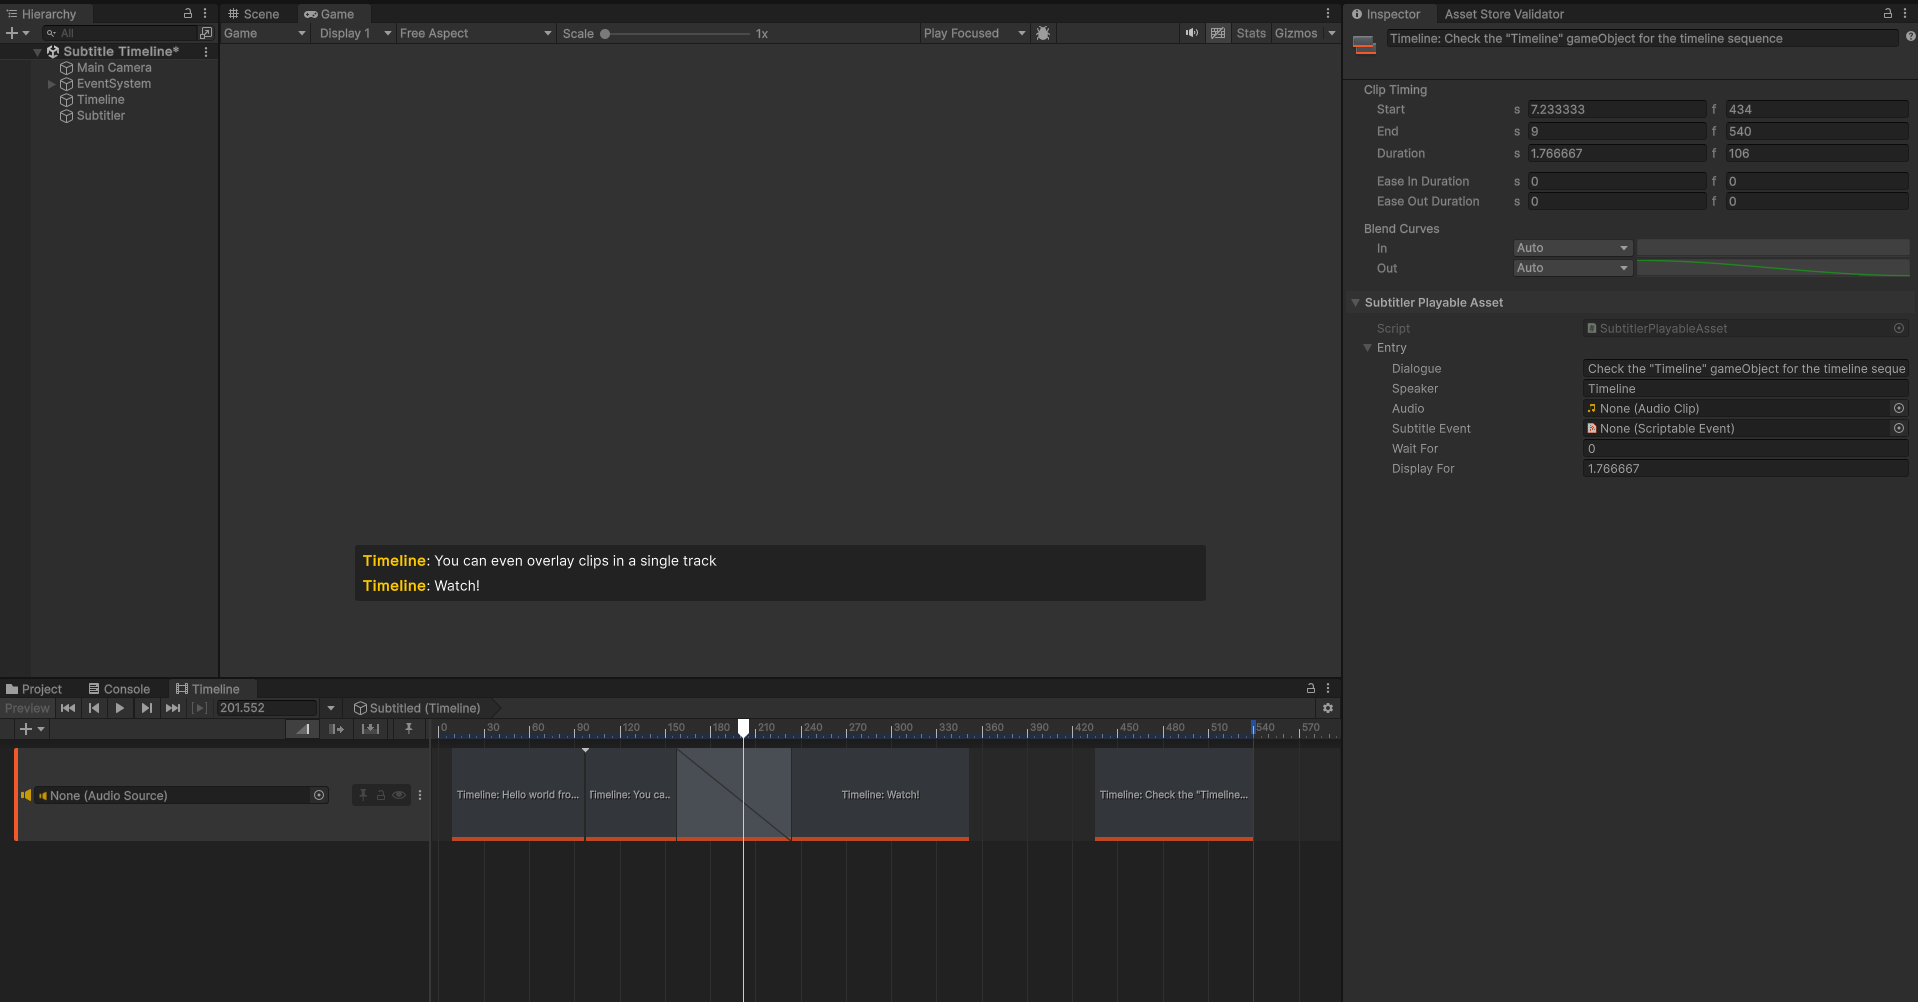 Hierarchy
All
Subtitle Timeline*
Main Camera
EventSystem
Timeline
Subtitler
Scene
Game
Game
Display 1
Free Aspect
Scale
1x
Play Focused
Stats
Gizmos
Timeline: You can even overlay clips in a single track
Timeline: Watch!
Inspector
Asset Store Validator
Timeline: Check the "Timeline" gameObject for the timeline sequence
Clip Timing
Start s 7.233333 f 434
End s 9 f 540
Duration s 1.766667 f 106
Ease In Duration s 0 f 0
Ease Out Duration s 0 f 0
Blend Curves
In Auto
Out Auto
Subtitler Playable Asset
Script SubtitlerPlayableAsset
Entry
Dialogue Check the "Timeline" gameObject for the timeline seque
Speaker Timeline
Audio None (Audio Clip)
Subtitle Event None (Scriptable Event)
Wait For 0
Display For 1.766667
Project
Console
Timeline
Preview
201.552
Subtitled (Timeline)
0 30 60 90 120 150 180 210 240 270 300 330 360 390 420 450 480 510 540 570
None (Audio Source)
Timeline: Hello world fro...
Timeline: You ca..
Timeline: Watch!
Timeline: Check the "Timeline...